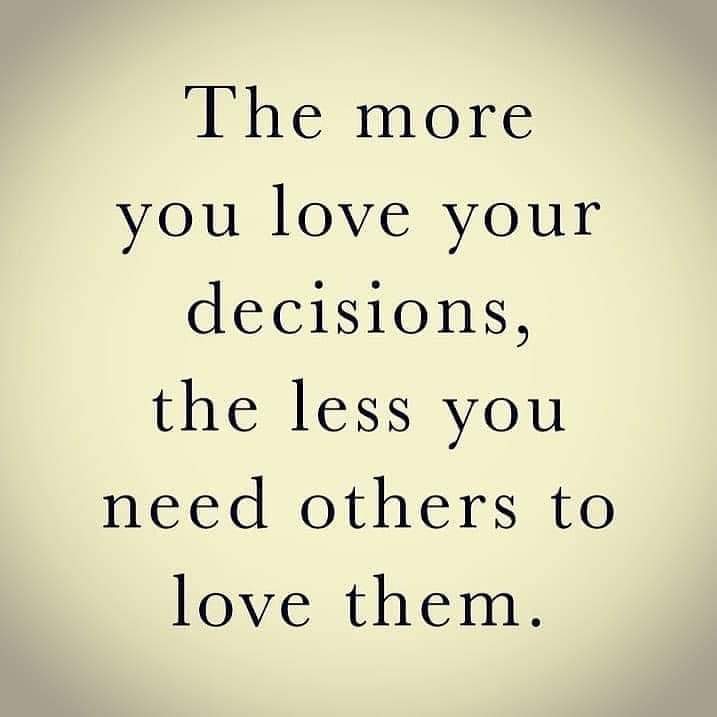 The more
you love your
decisions,
the less you
need others to
love them.